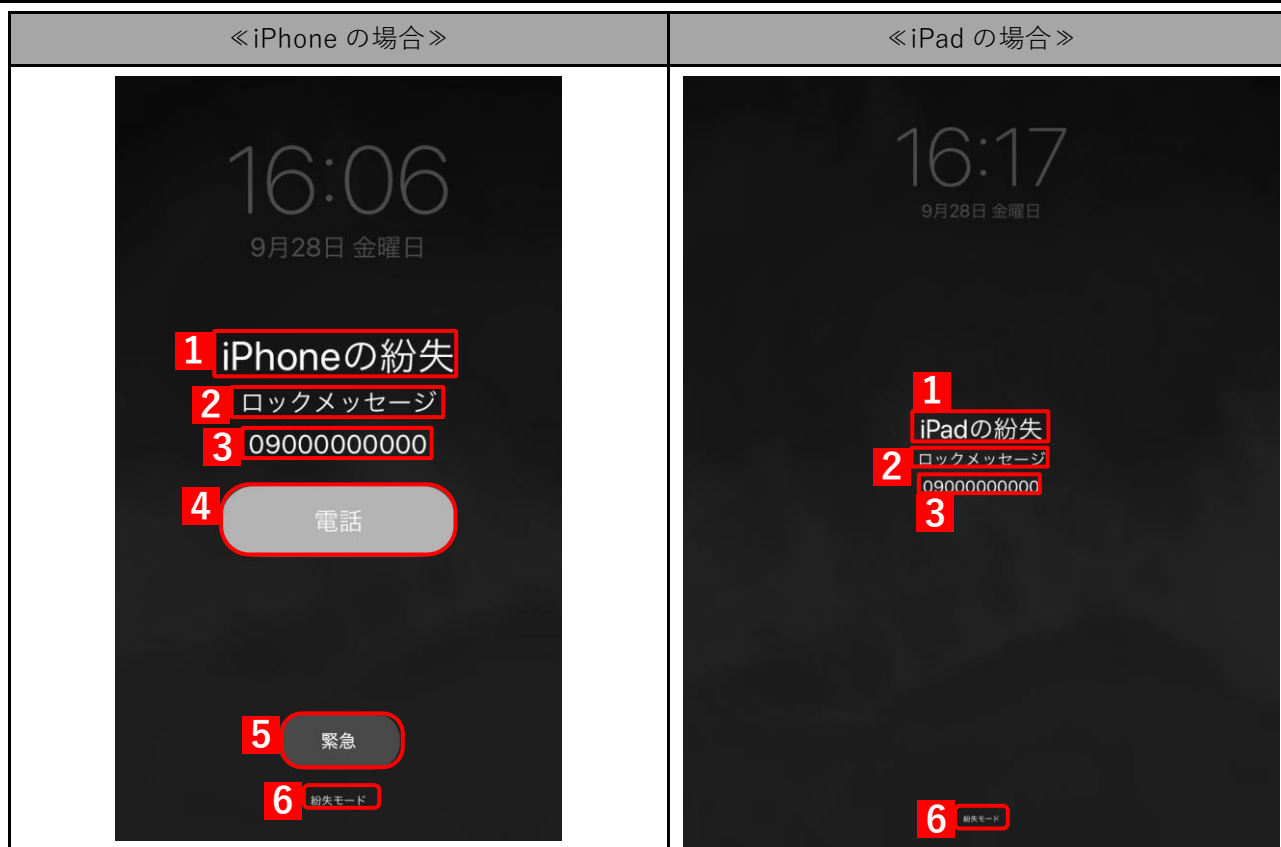 ≪iPhone の場合≫
≪iPad の場合≫
16:06
9月28日 金曜日
1 iPhoneの紛失
2 ロックメッセージ
3 09000000000
4 電話
5 緊急
6 紛失モード
16:17
9月28日 金曜日
1
iPadの紛失
2 ロックメッセージ
09000000000
3
6 紛失モード